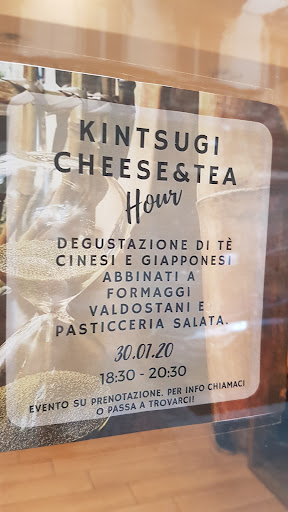 KINTSUGI
CHEESE&TEA
Hour
DEGUSTAZIONE DI TÈ
CINESI E GIAPPONESI
ABBINATI A
FORMAGGI
VALDOSTANI E
PASTICCERIA SALATA.
30.01.20
18:30 - 20:30
EVENTO SU PRENOTAZIONE. PER INFO CHIAMACI
O PASSA A TROVARCI!